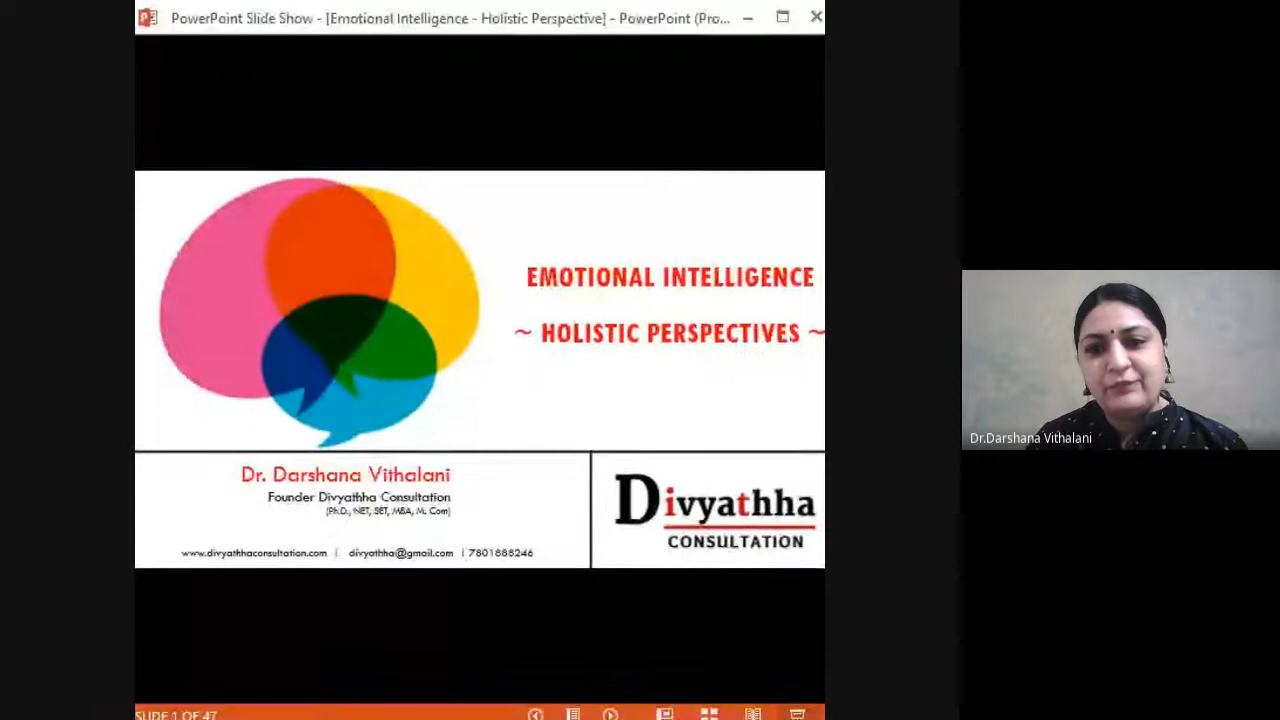 PowerPoint Slide Show - [Emotional Intelligence - Holistic Perspective] - PowerPoint (Pro...
EMOTIONAL INTELLIGENCE
~ HOLISTIC PERSPECTIVES ~
Dr. Darshana Vithalani
Founder Divyathha Consultation
(Ph.D., NET, SET, MBA, M. Com)
www.divyathhaconsultation.com | divyathha@gmail.com | 7801888246
Divyathha
CONSULTATION
Dr.Darshana Vithalani
SLIDE 1 OF 47